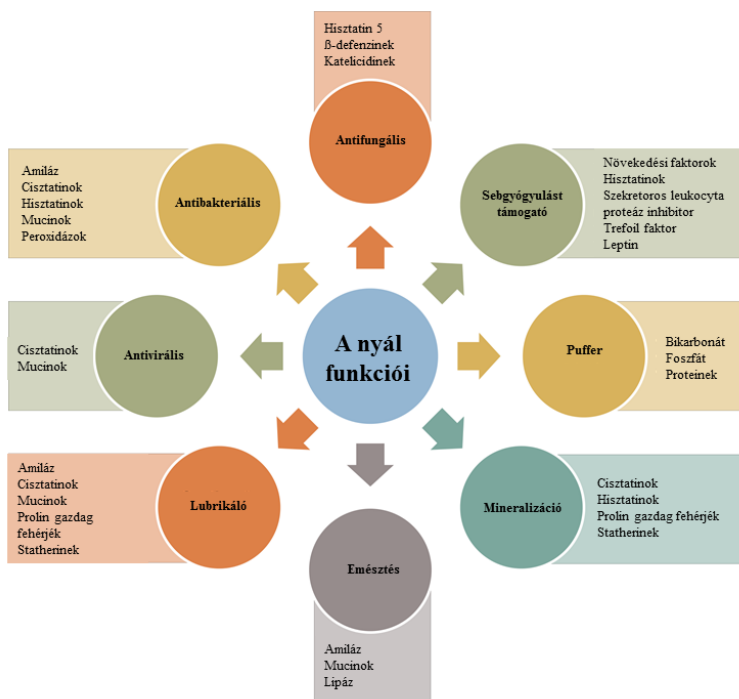 Hisztatin 5
ß-defenzinek
Katelicidinek
Antifungális
Növekedési faktorok
Hisztatinok
Szekretoros leukocyta
proteáz inhibitor
Trefoil faktor
Leptin
Sebgyógyulást
támogató
Bikarbonát
Foszfát
Proteinek
Puffer
Cisztatinok
Hisztatinok
Prolin gazdag fehérjék
Statherinek
Mineralizáció
Emésztés
Amiláz
Mucinok
Lipáz
Amiláz
Cisztatinok
Mucinok
Prolin gazdag
fehérjék
Statherinek
Lubrikáló
Cisztatinok
Mucinok
Antivirális
Amiláz
Cisztatinok
Hisztatinok
Mucinok
Peroxidázok
Antibakteriális
A nyál
funkciói